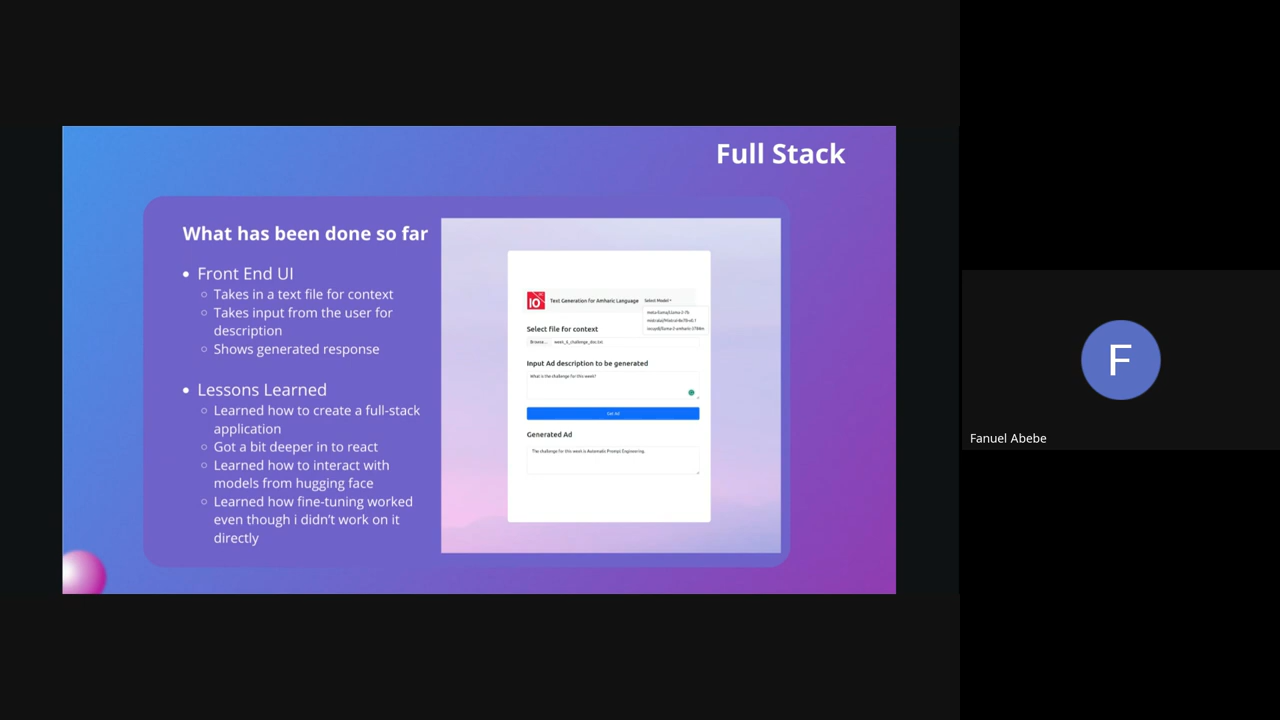 Full Stack
What has been done so far
Front End UI
Takes in a text file for context
Takes input from the user for
description
Shows generated response
Lessons Learned
Learned how to create a full-stack
application
Got a bit deeper in to react
Learned how to interact with
models from hugging face
Learned how fine-tuning worked
even though i didn't work on it
directly
10
Text Generation for Amharic Language
Select Model
Select file for context
Browse... week_6_challenge_doc.txt
Input Ad description to be generated
What is the challenge for this week?
Get Ad
Generated Ad
The challenge for this week is Automatic Prompt Engineering.
F
Fanuel Abebe